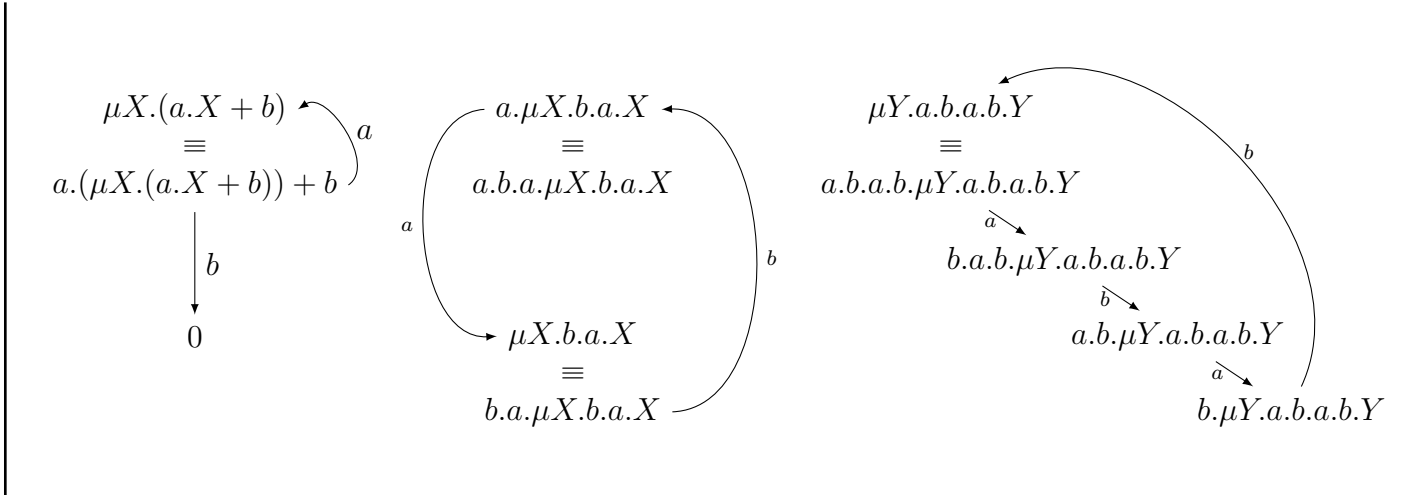 μX.(a.X + b)
≡
a.(μX.(a.X + b)) + b
a
b
0
a.μX.b.a.X
≡
a.b.a.μX.b.a.X
a
b
μX.b.a.X
≡
b.a.μX.b.a.X
μY.a.b.a.b.Y
≡
a.b.a.b.μY.a.b.a.b.Y
a
b
b.a.b.μY.a.b.a.b.Y
b
a.b.μY.a.b.a.b.Y
a
b.μY.a.b.a.b.Y